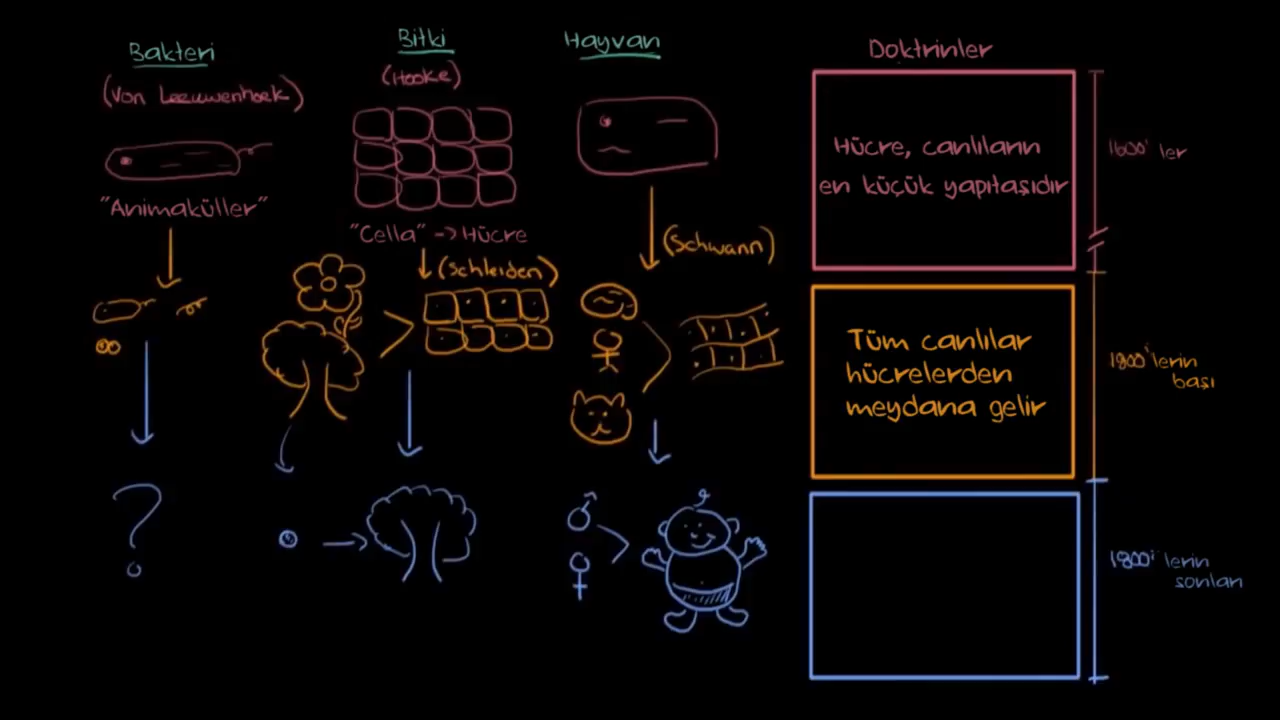 Bakteri
(Von Leeuwenhoek)
"Animaküller"
Bitki
(Hooke)
"Cella" -> Hücre
(Schleiden)
Hayvan
(Schwann)
?
Doktrinler
Hücre, canlıların
en küçük yapıtaşıdır
1600' ler
Tüm canlılar
hücrelerden
meydana gelir
1800' lerin
başı
1800' lerin
sonları